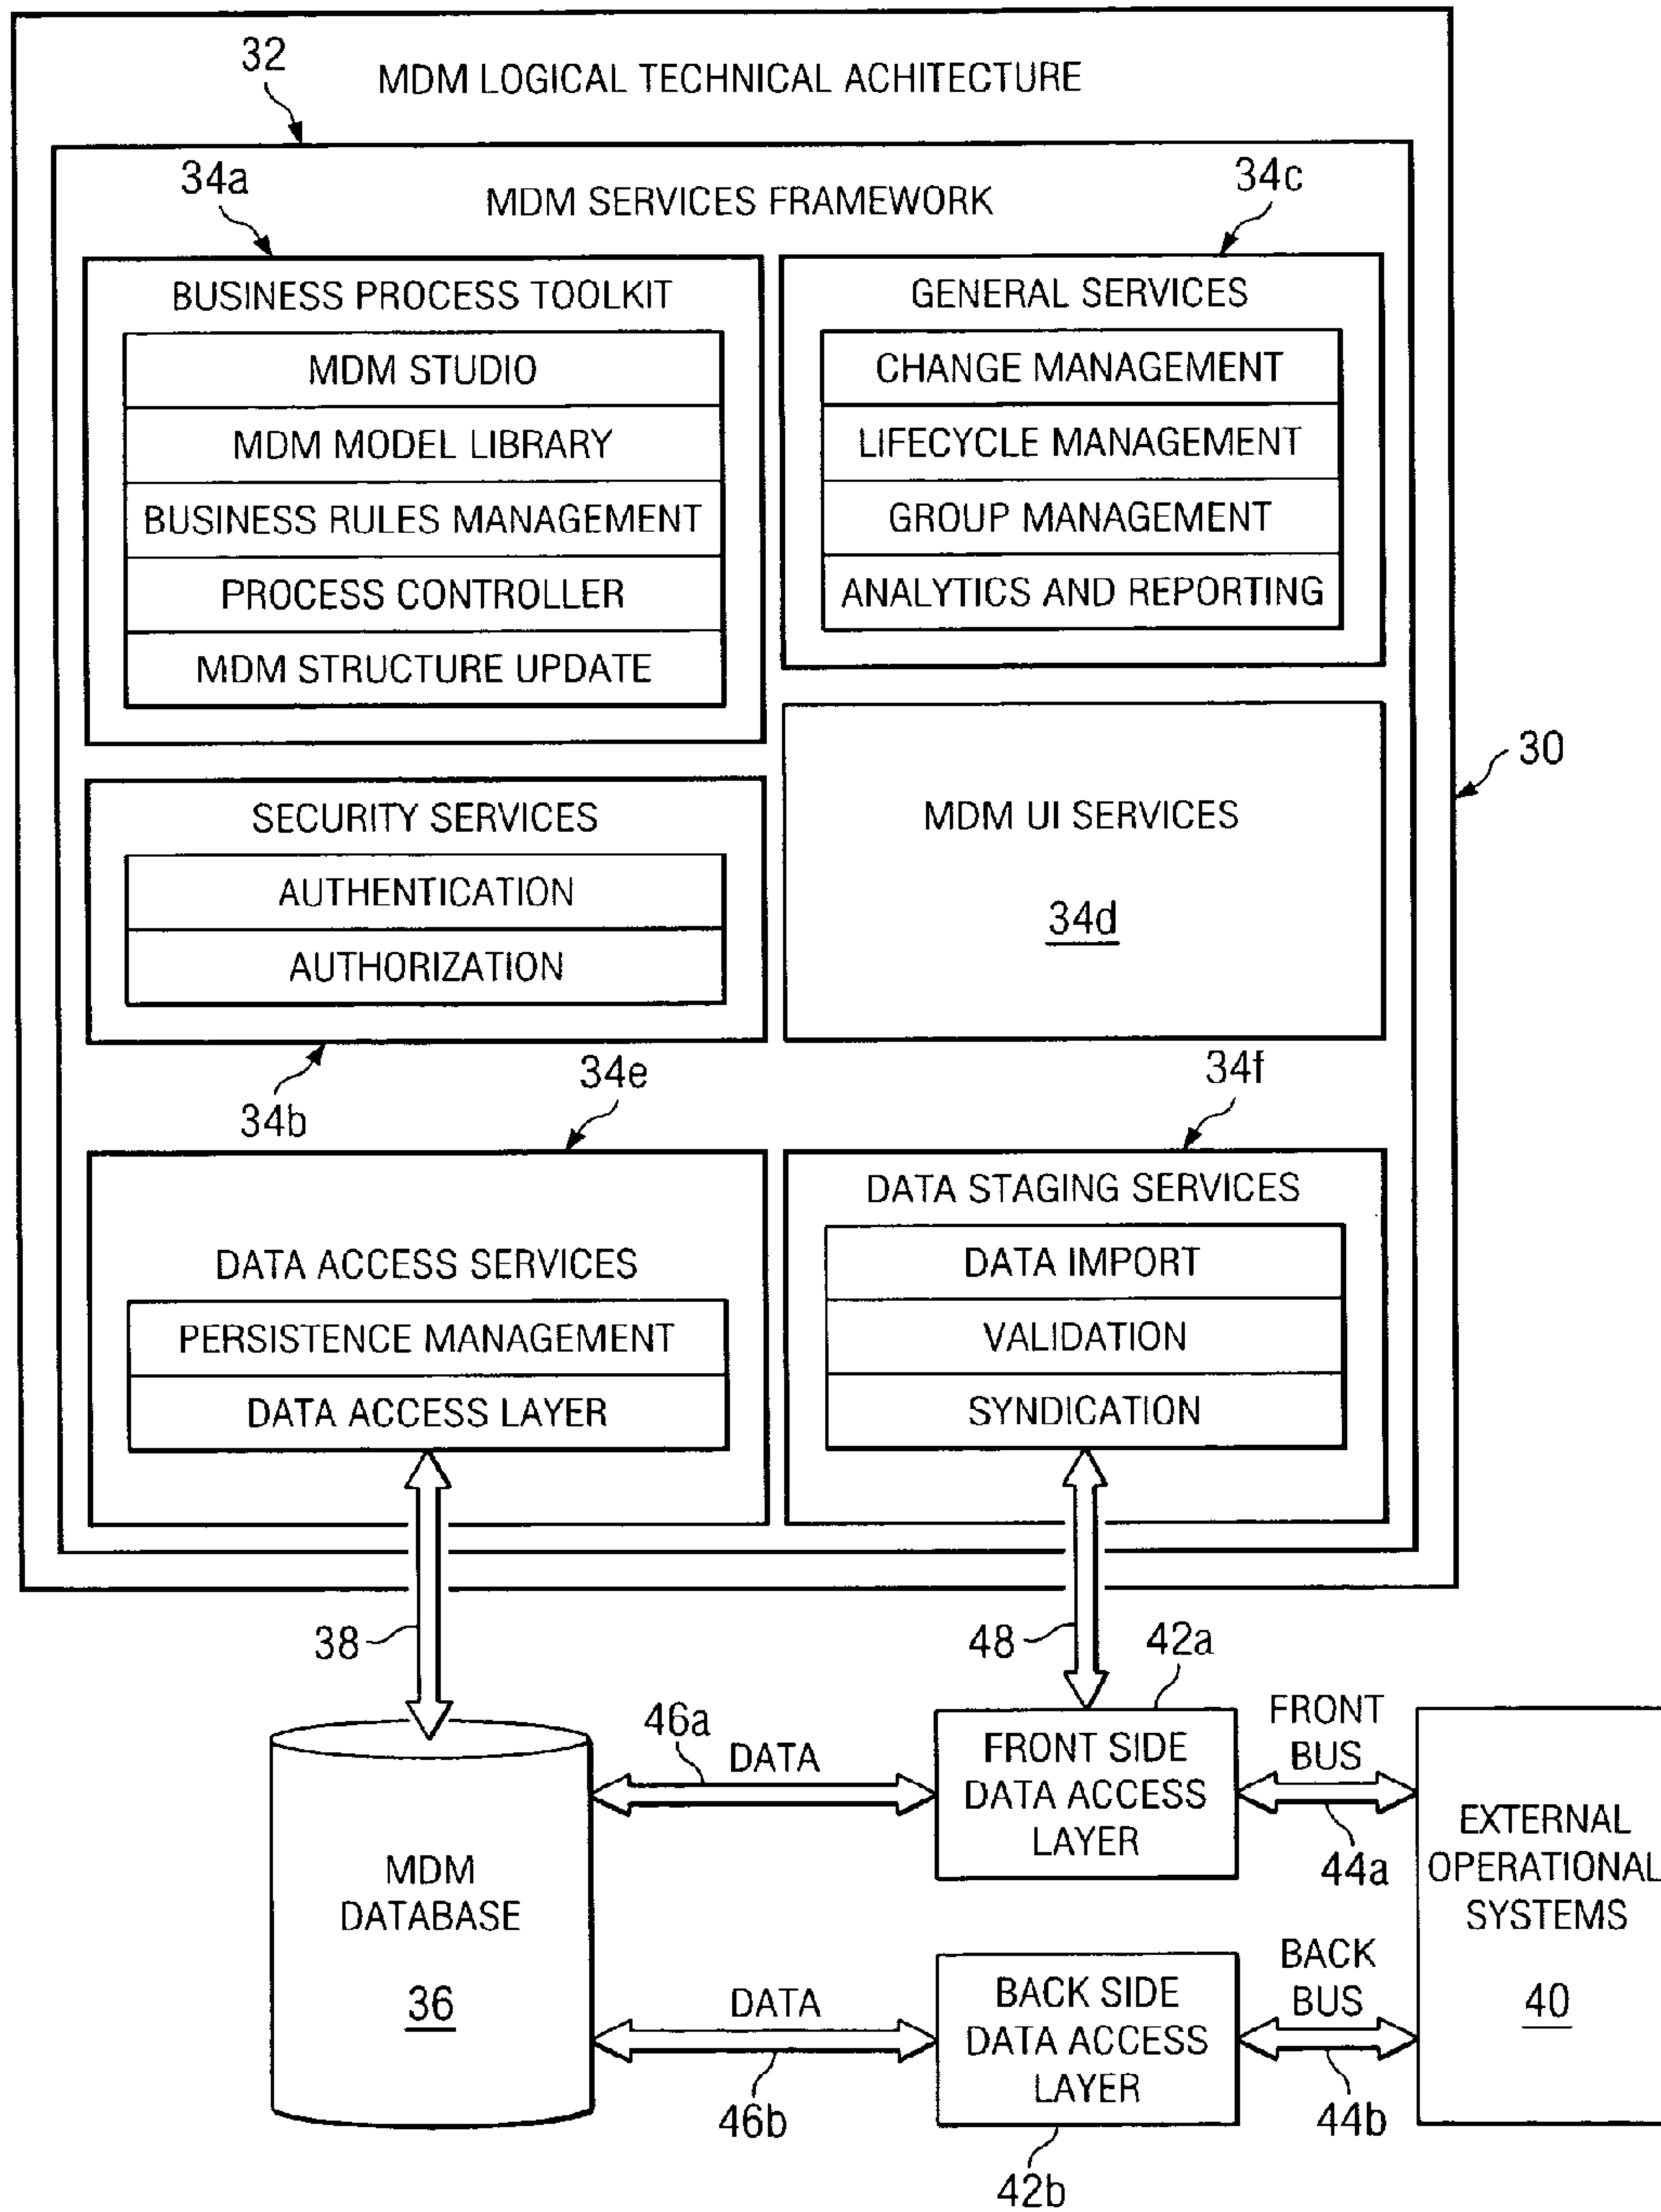 MDM LOGICAL TECHNICAL ACHITECTURE
32
MDM SERVICES FRAMEWORK
34a
34c
BUSINESS PROCESS TOOLKIT
MDM STUDIO
MDM MODEL LIBRARY
BUSINESS RULES MANAGEMENT
PROCESS CONTROLLER
MDM STRUCTURE UPDATE
GENERAL SERVICES
CHANGE MANAGEMENT
LIFECYCLE MANAGEMENT
GROUP MANAGEMENT
ANALYTICS AND REPORTING
30
SECURITY SERVICES
AUTHENTICATION
AUTHORIZATION
34b
MDM UI SERVICES
34d
34e
34f
DATA ACCESS SERVICES
PERSISTENCE MANAGEMENT
DATA ACCESS LAYER
DATA STAGING SERVICES
DATA IMPORT
VALIDATION
SYNDICATION
38
48
42a
46a
DATA
FRONT SIDE
DATA ACCESS
LAYER
FRONT
BUS
44a
MDM
DATABASE
36
EXTERNAL
OPERATIONAL
SYSTEMS
40
DATA
46b
BACK SIDE
DATA ACCESS
LAYER
42b
BACK
BUS
44b